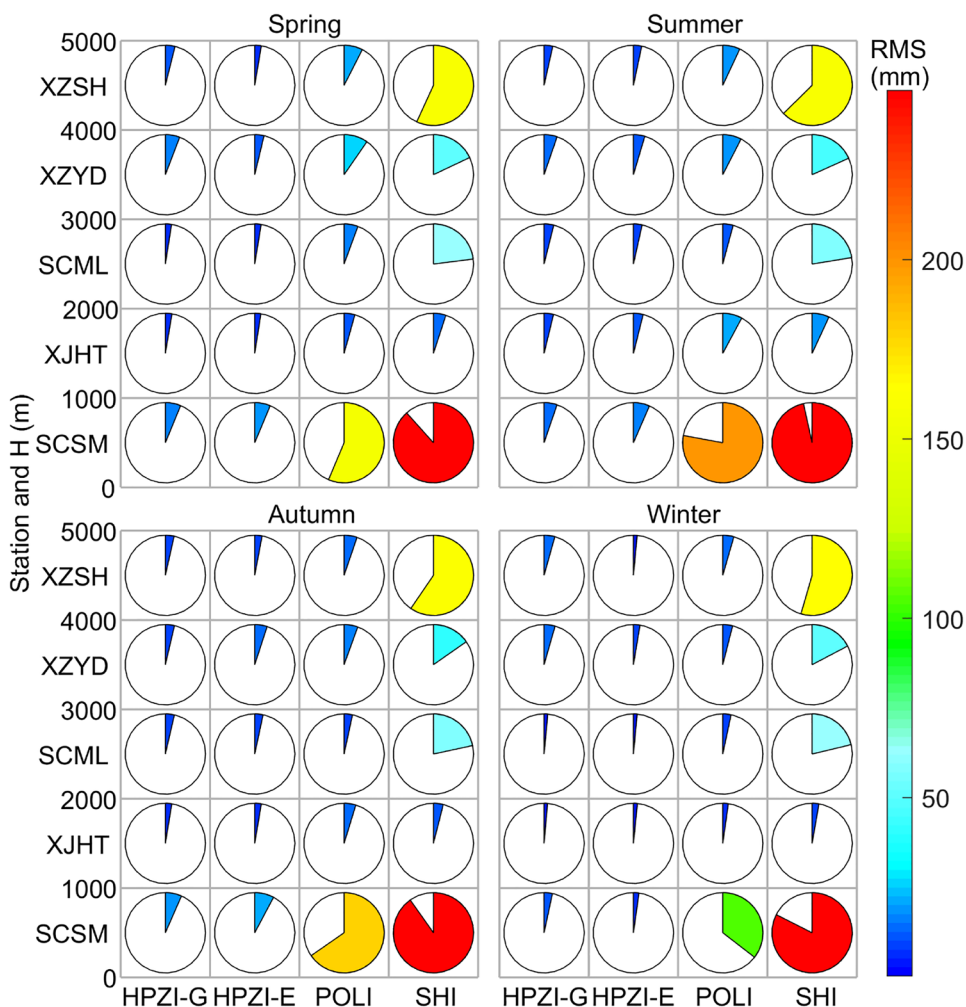 Spring
Summer
RMS
(mm)
5000
XZSH
4000
XZYD
3000
SCML
2000
XJHT
1000
SCSM
0
200
150
100
50
Station and H (m)
Autumn
Winter
5000
XZSH
4000
XZYD
3000
SCML
2000
XJHT
1000
SCSM
0
HPZI-G HPZI-E POLI SHI
HPZI-G HPZI-E POLI SHI